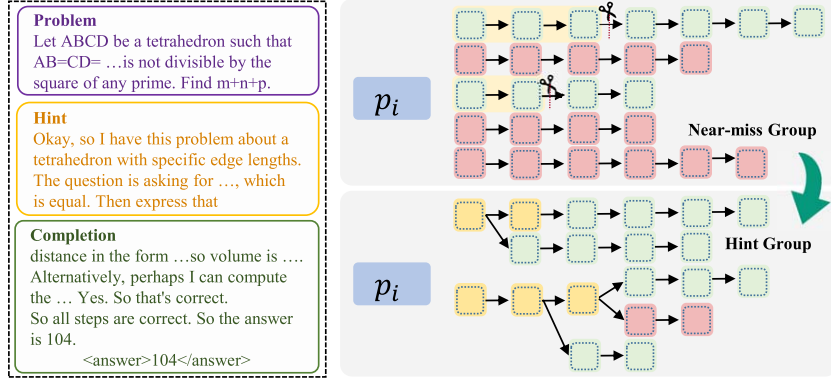 Problem
Let ABCD be a tetrahedron such that
AB=CD= …is not divisible by the
square of any prime. Find m+n+p.
Hint
Okay, so I have this problem about a
tetrahedron with specific edge lengths.
The question is asking for …, which
is equal. Then express that
Completion
distance in the form …so volume is ….
Alternatively, perhaps I can compute
the … Yes. So that's correct.
So all steps are correct. So the answer
is 104.
<answer>104</answer>
p_i
Near-miss Group
Hint Group
p_i